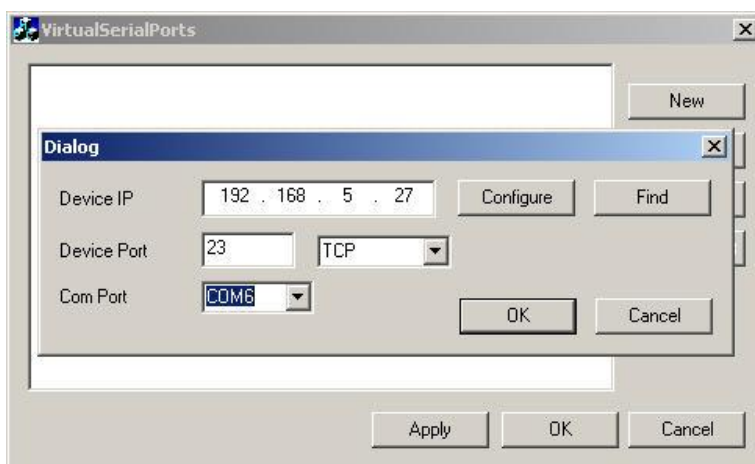 VirtualSerialPorts
New
Dialog
Device IP 192 . 168 . 5 . 27 Configure Find
Device Port 23 TCP
Com Port COM6
OK Cancel
Apply OK Cancel